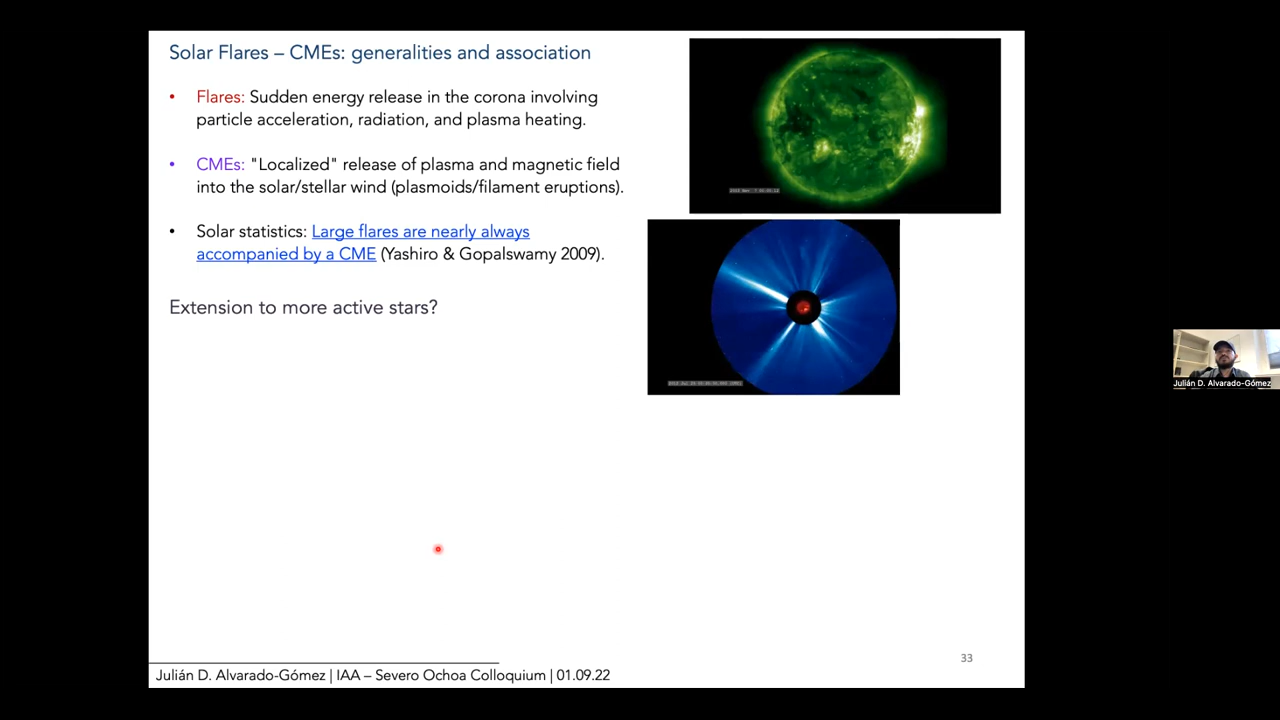 Solar Flares – CMEs: generalities and association
• Flares: Sudden energy release in the corona involving
particle acceleration, radiation, and plasma heating.
• CMEs: "Localized" release of plasma and magnetic field
into the solar/stellar wind (plasmoids/filament eruptions).
• Solar statistics: Large flares are nearly always
accompanied by a CME (Yashiro & Gopalswamy 2009).
Extension to more active stars?
Julián D. Alvarado-Gómez
33
Julián D. Alvarado-Gómez | IAA – Severo Ochoa Colloquium | 01.09.22